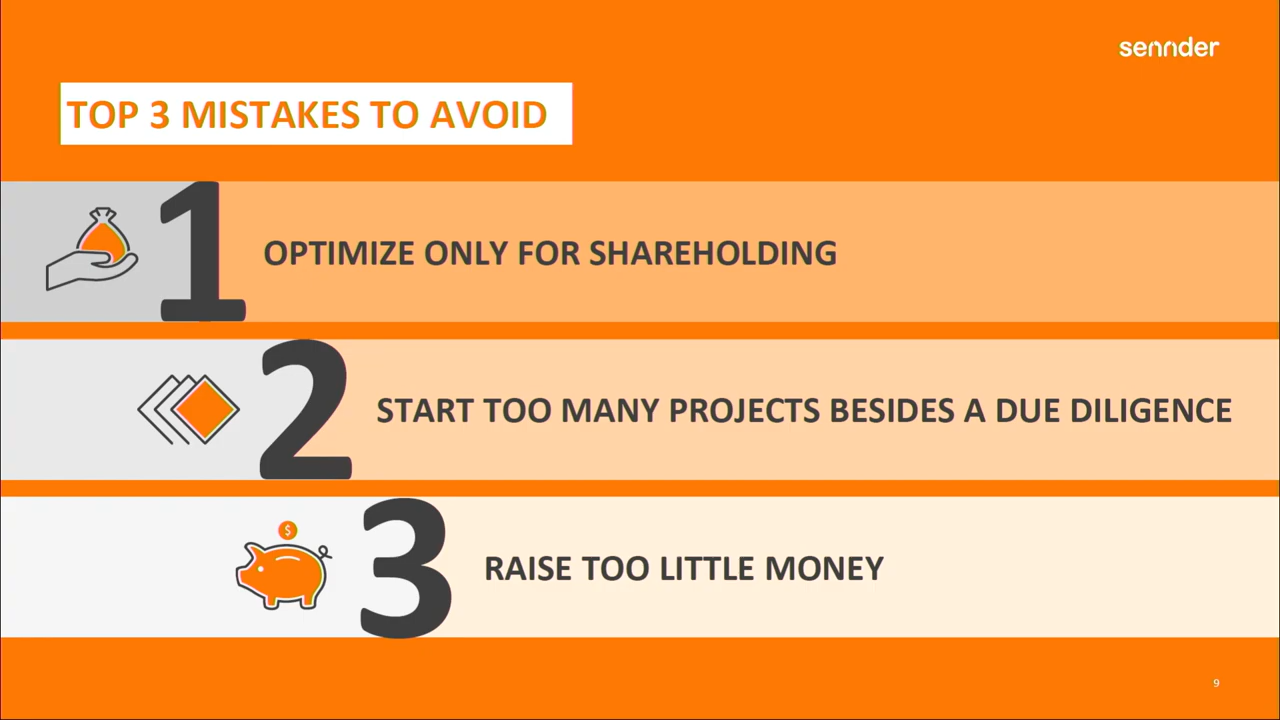 sennder
TOP 3 MISTAKES TO AVOID
1
OPTIMIZE ONLY FOR SHAREHOLDING
2
START TOO MANY PROJECTS BESIDES A DUE DILIGENCE
$
3
RAISE TOO LITTLE MONEY
9